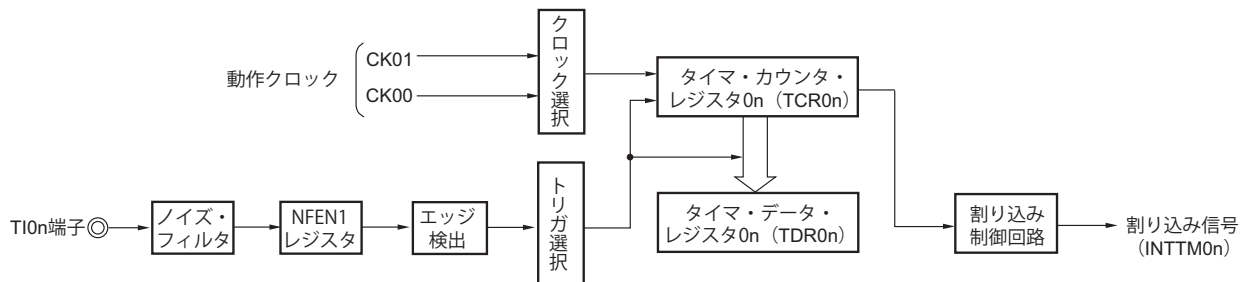 動作クロック
CK01
CK00
クロック選択
タイマ・カウンタ・
レジスタ0n（TCR0n）
TI0n端子
ノイズ・
フィルタ
NFEN1
レジスタ
エッジ
検出
トリガ選択
タイマ・データ・
レジスタ0n（TDR0n）
割り込み
制御回路
割り込み信号
（INTTM0n）